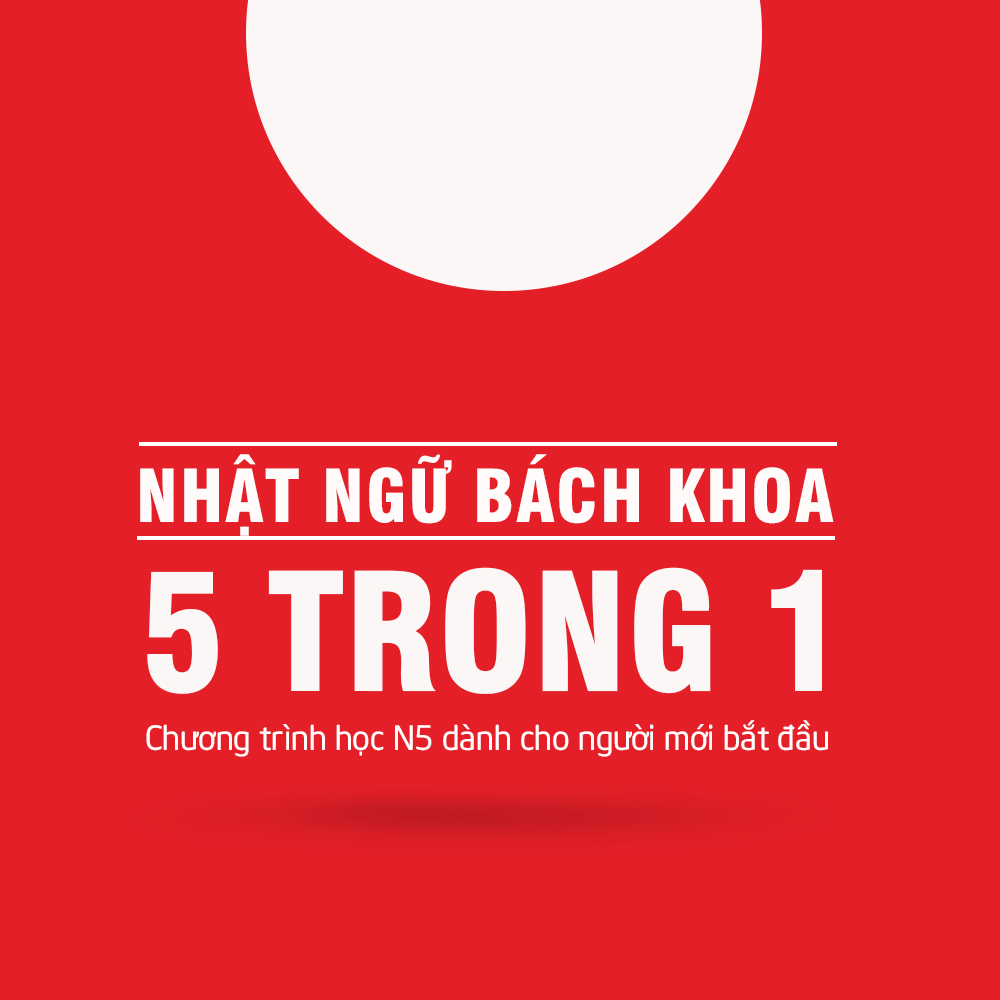 NHẬT NGỮ BÁCH KHOA
5 TRONG 1
Chương trình học N5 dành cho người mới bắt đầu